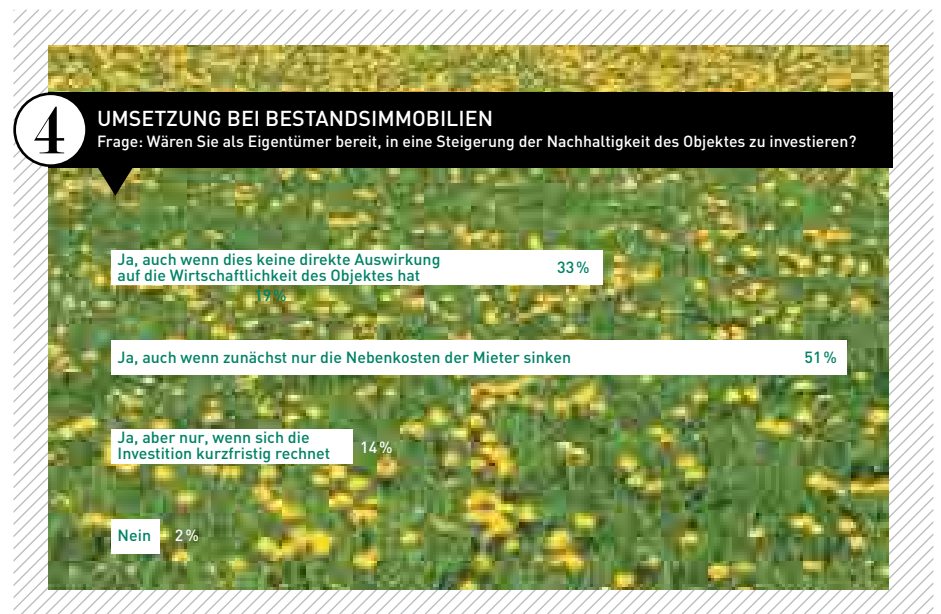 4
UMSETZUNG BEI BESTANDSIMMOBILIEN
Frage: Wären Sie als Eigentümer bereit, in eine Steigerung der Nachhaltigkeit des Objektes zu investieren?
Ja, auch wenn dies keine direkte Auswirkung
auf die Wirtschaftlichkeit des Objektes hat
33%
19%
Ja, auch wenn zunächst nur die Nebenkosten der Mieter sinken 51%
Ja, aber nur, wenn sich die
Investition kurzfristig rechnet
14%
Nein 2%